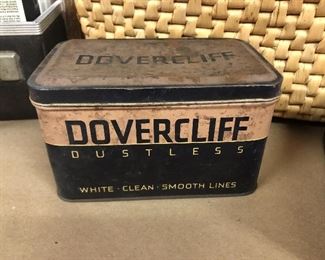 DOVERCLIFF
DOVERCLIFF
DUSTLESS
WHITE · CLEAN · SMOOTH LINES